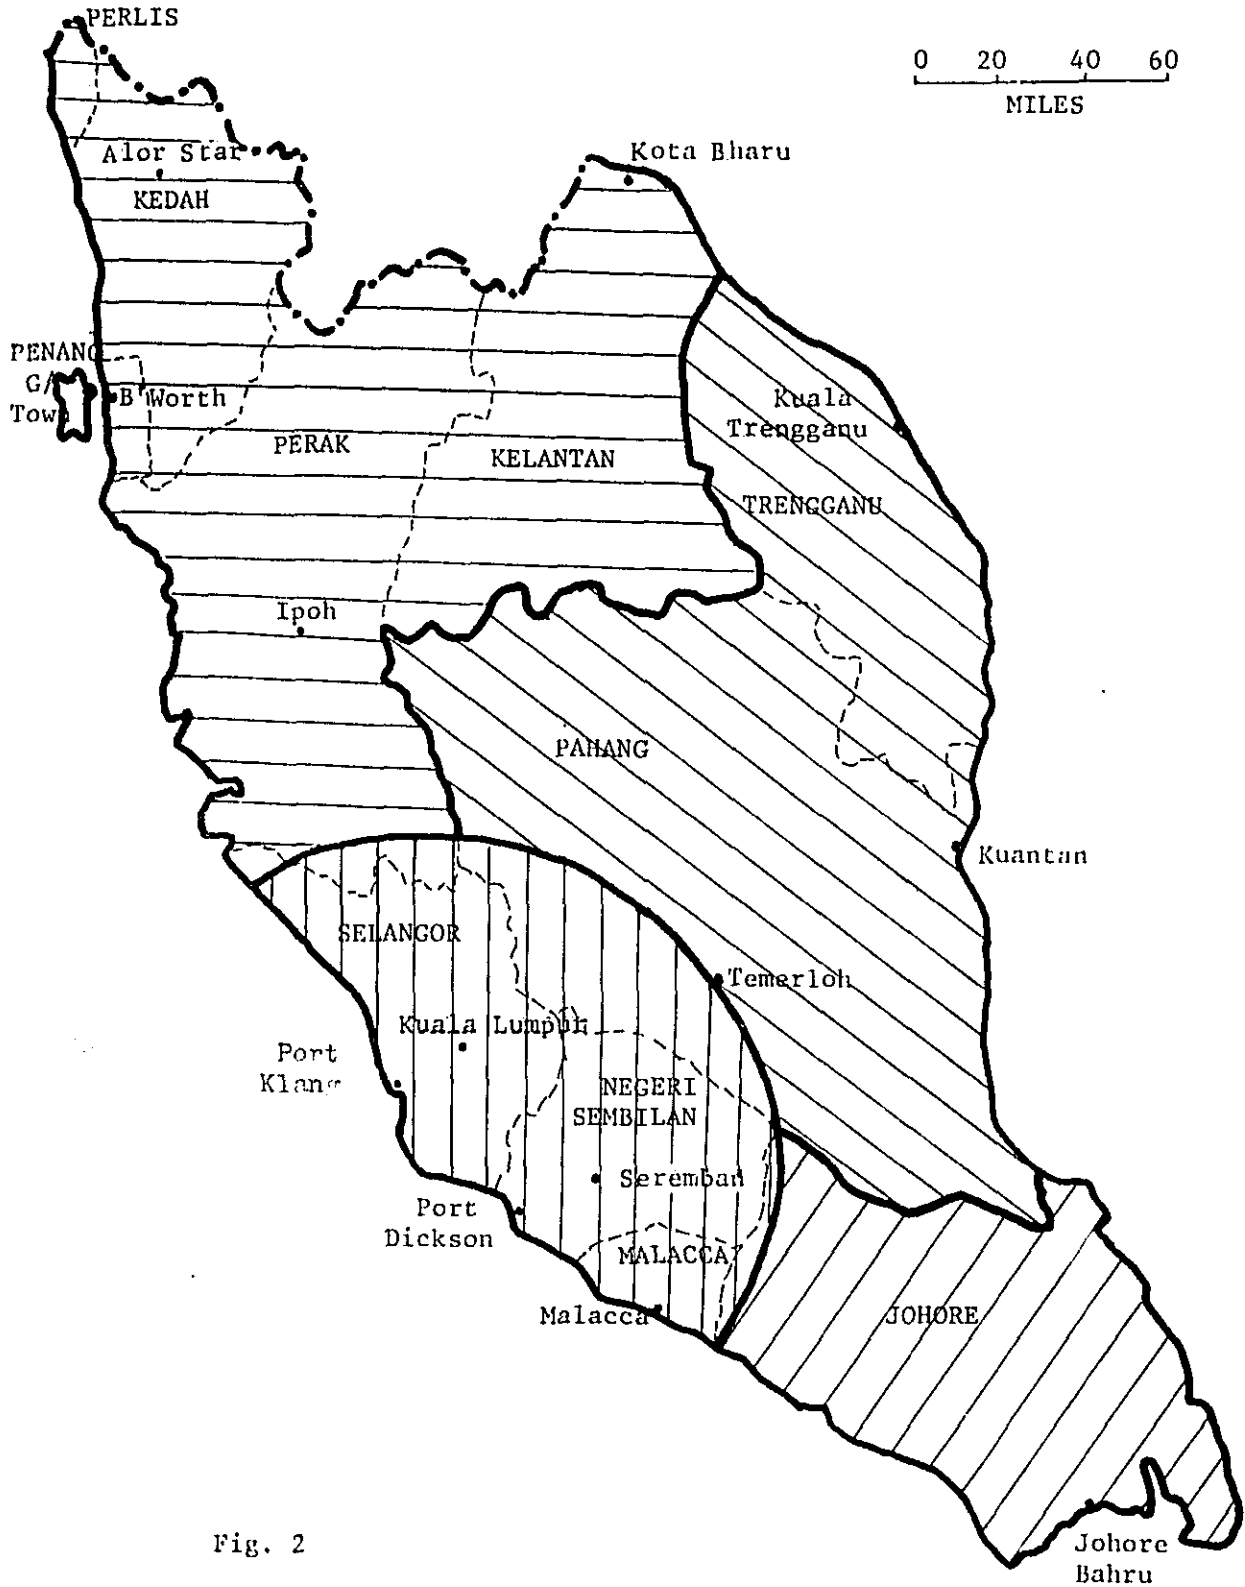 PERLIS
0 20 40 60
MILES
Alor Star
Kota Bharu
KEDAH
PENANG
G/
Town
B'Worth
Kuala
Trengganu
PERAK
KELANTAN
TRENGGANU
Ipoh
PAHANG
Kuantan
SELANGOR
Temerloh
Kuala Lumpur
Port
Klang
NEGERI
SEMBILAN
Seremban
Port
Dickson
MALACCA
Malacca
JOHORE
Fig. 2
Johore
Bahru